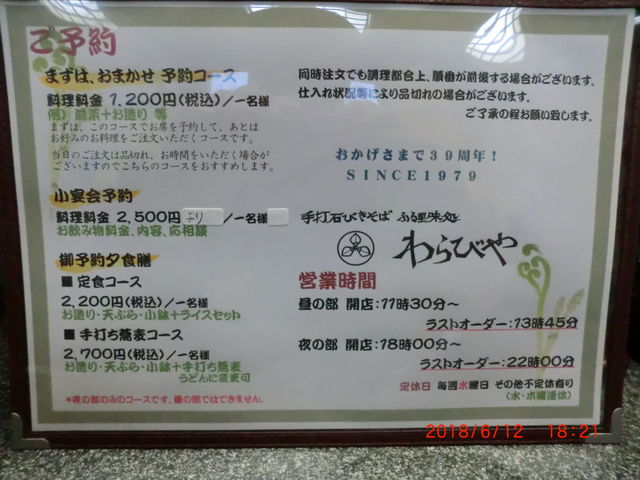 ご予約
まずは、おまかせ 予約コース
料理料金 1,200円(税込)/一名様
例) 前菜+お造り 等
まずは、このコースでお席を予約して、あとは
お好みのお料理をご注文いただくコースです。
当日のご注文は品切れ、お時間をいただく場合が
ございますのでこちらのコースをおすすめします。
小宴会予約
料理料金 2,500円より/一名様
お飲み物料金、内容、応相談
御予約夕食膳
■ 定食コース
2,200円(税込)/一名様
お造り・天ぷら・小鉢+ライスセット
■ 手打ち蕎麦コース
2,700円(税込)/一名様
お造り・天ぷら・小鉢+手打ち蕎麦
うどんに変更可
*夜の部のみのコースです。昼の部ではできません。
同時注文でも調理都合上、順番が前後する場合がございます。
仕入れ状況等により品切れの場合がございます。
ご了承の程お願い致します。
おかげさまで39周年!
SINCE1979
手打石びきそば ふる里味処
わらびや
営業時間
昼の部 開店:11時30分~
ラストオーダー:13時45分
夜の部 開店:18時00分~
ラストオーダー:22時00分
定休日 毎週水曜日 その他不定休有り
(水・木曜連休)
2018/6/12 18:21